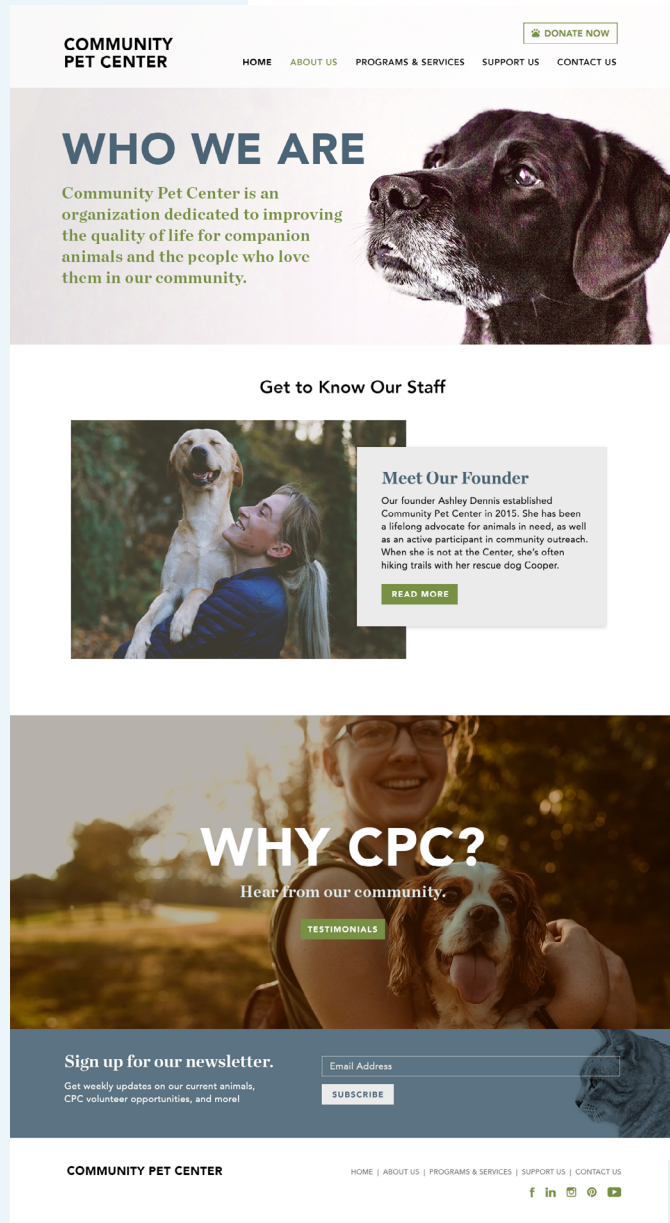 DONATE NOW
COMMUNITY
PET CENTER
HOME ABOUT US PROGRAMS & SERVICES SUPPORT US CONTACT US
WHO WE ARE
Community Pet Center is an
organization dedicated to improving
the quality of life for companion
animals and the people who love
them in our community.
Get to Know Our Staff
Meet Our Founder
Our founder Ashley Dennis established
Community Pet Center in 2015. She has been
a lifelong advocate for animals in need, as well
as an active participant in community outreach.
When she is not at the Center, she's often
hiking trails with her rescue dog Cooper.
READ MORE
WHY CPC?
Hear from our community.
TESTIMONIALS
Sign up for our newsletter.
Get weekly updates on our current animals,
CPC volunteer opportunities, and more!
Email Address
SUBSCRIBE
COMMUNITY PET CENTER
HOME | ABOUT US | PROGRAMS & SERVICES | SUPPORT US | CONTACT US